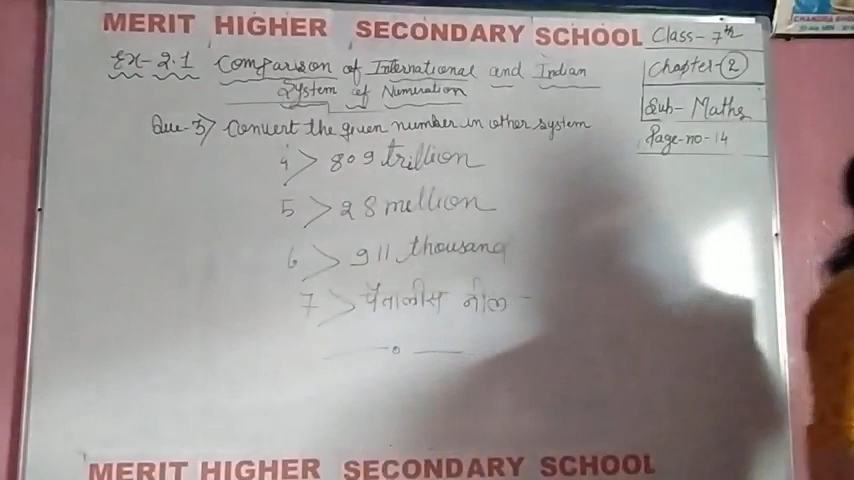 MERIT HIGHER SECONDARY SCHOOL
Class- 7th
Ex- 2.1 Comparison of International and Indian
System of Numeration
Chapter-2
Sub- Maths
Page-no-14
Que-3> Convert the given number in other system
4> 809 trillion
5> 28 mellion
6> 911 thousand
7> पैंतालीस नील -
MERIT HIGHER SECONDARY SCHOOL